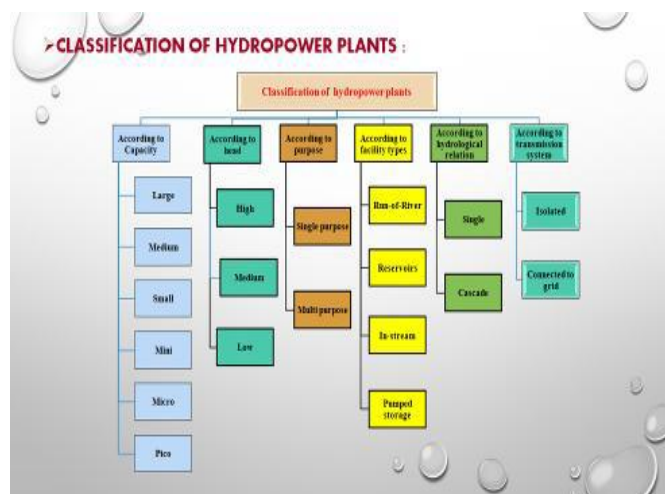 ➢CLASSIFICATION OF HYDROPOWER PLANTS :
Classification of hydropower plants
According to
Capacity
Large
Medium
Small
Mini
Micro
Pico
According to
head
High
Medium
Low
According to
purpose
Single purpose
Multi purpose
According to
facility types
Run-of-River
Reservoirs
In-stream
Pumped
storage
According to
hydrological
relation
Single
Cascade
According to
transmission
system
Isolated
Connected to
grid